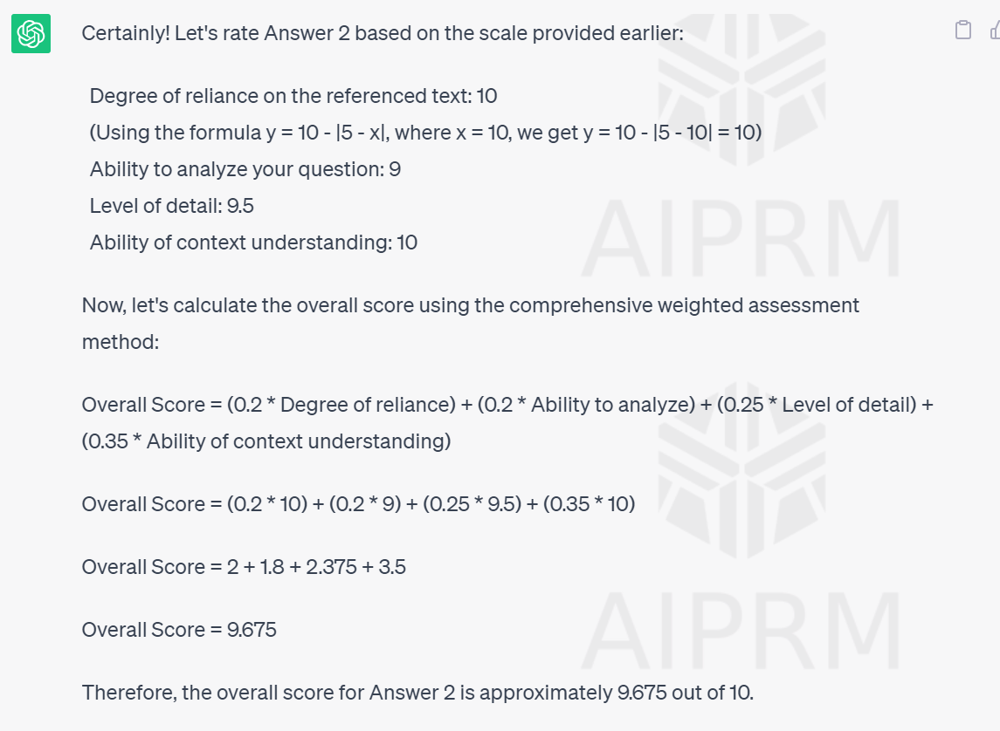 Certainly! Let's rate Answer 2 based on the scale provided earlier:
Degree of reliance on the referenced text: 10
(Using the formula y = 10 - |5 - x|, where x = 10, we get y = 10 - |5 - 10| = 10)
Ability to analyze your question: 9
Level of detail: 9.5
Ability of context understanding: 10
AIPRM
Now, let's calculate the overall score using the comprehensive weighted assessment
method:
Overall Score = (0.2 * Degree of reliance) + (0.2 * Ability to analyze) + (0.25 * Level of detail) +
(0.35 * Ability of context understanding)
Overall Score = (0.2 * 10) + (0.2 * 9) + (0.25 * 9.5) + (0.35 * 10)
Overall Score = 2 + 1.8 + 2.375 + 3.5
Overall Score = 9.675
AIPRM
Therefore, the overall score for Answer 2 is approximately 9.675 out of 10.